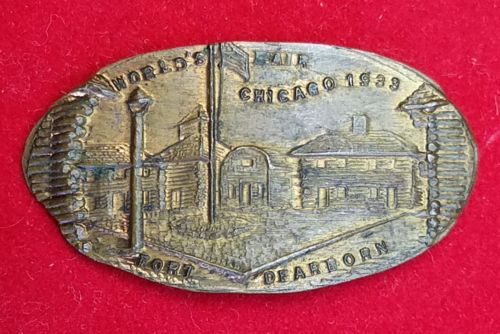 WORLD'S FAIR
CHICAGO 1933
FORT DEARBORN